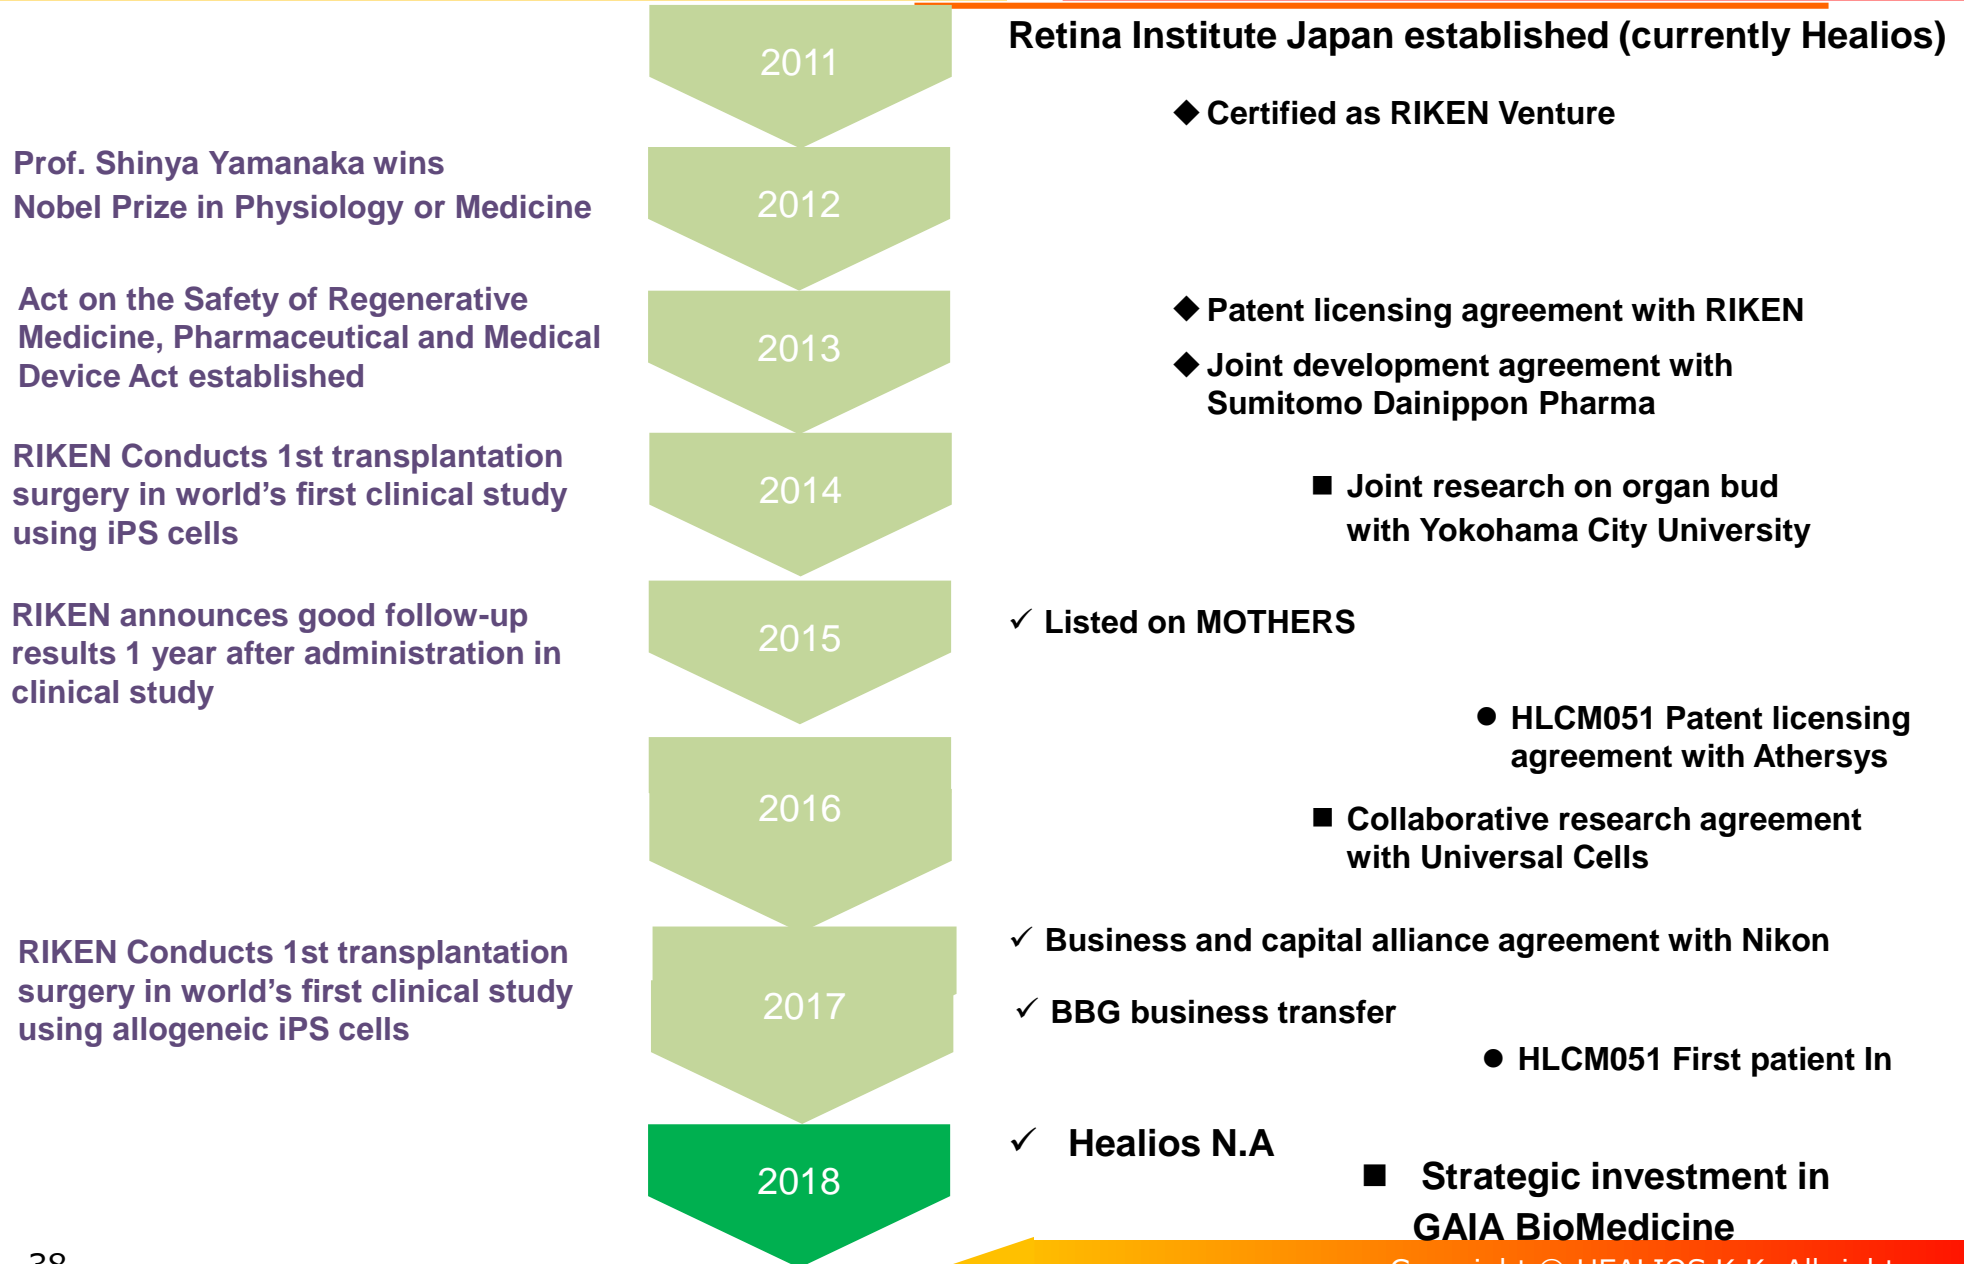 2011
Retina Institute Japan established (currently Healios)
◆ Certified as RIKEN Venture
Prof. Shinya Yamanaka wins
Nobel Prize in Physiology or Medicine
2012
Act on the Safety of Regenerative
Medicine, Pharmaceutical and Medical
Device Act established
2013
◆ Patent licensing agreement with RIKEN
◆ Joint development agreement with
Sumitomo Dainippon Pharma
RIKEN Conducts 1st transplantation
surgery in world’s first clinical study
using iPS cells
2014
■ Joint research on organ bud
with Yokohama City University
RIKEN announces good follow-up
results 1 year after administration in
clinical study
2015
✓ Listed on MOTHERS
● HLCM051 Patent licensing
agreement with Athersys
2016
■ Collaborative research agreement
with Universal Cells
RIKEN Conducts 1st transplantation
surgery in world’s first clinical study
using allogeneic iPS cells
2017
✓ Business and capital alliance agreement with Nikon
✓ BBG business transfer
● HLCM051 First patient In
2018
✓ Healios N.A
■ Strategic investment in
GAIA BioMedicine
38
Copyright © HEALIOS K.K. All rights